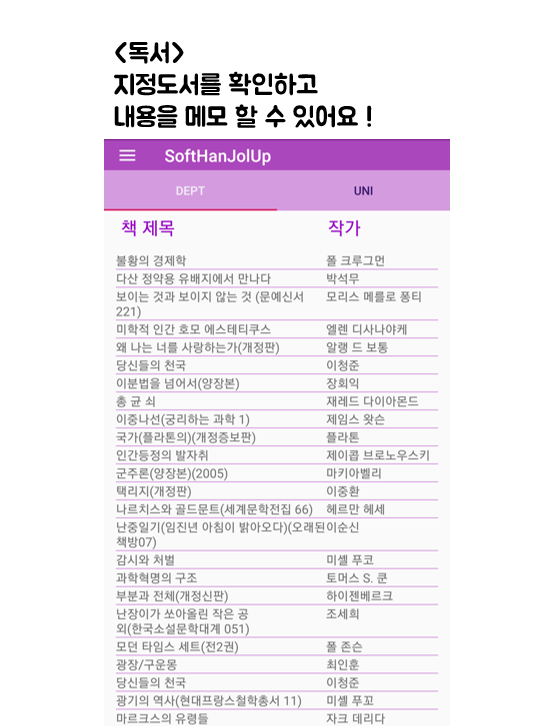 <독서>
지정도서를 확인하고
내용을 메모 할 수 있어요 !
SoftHanJolUp
DEPT UNI
책 제목 작가
불황의 경제학 폴 크루그먼
다산 정약용 유배지에서 만나다 박석무
보이는 것과 보이지 않는 것 (문예신서 모리스 메를로 퐁티
221)
미학적 인간 호모 에스테티쿠스 엘렌 디사나야케
왜 나는 너를 사랑하는가(개정판) 알랭 드 보통
당신들의 천국 이청준
이분법을 넘어서(양장본) 장회익
총 균 쇠 재레드 다이아몬드
이중나선(궁리하는 과학 1) 제임스 왓슨
국가(플라톤의)(개정증보판) 플라톤
인간등정의 발자취 제이콥 브로노우스키
군주론(양장본)(2005) 마키아벨리
택리지(개정판) 이중환
나르치스와 골드문트(세계문학전집 66) 헤르만 헤세
난중일기(임진년 아침이 밝아오다)(오래된 이순신
책방07)
감시와 처벌 미셸 푸코
과학혁명의 구조 토머스 S. 쿤
부분과 전체(개정신판) 하이젠베르크
난장이가 쏘아올린 작은 공 조세희
외(한국소설문학대계 051)
모던 타임스 세트(전2권) 폴 존슨
광장/구운몽 최인훈
당신들의 천국 이청준
광기의 역사(현대프랑스철학총서 11) 미셸 푸꼬
마르크스의 유령들 자크 데리다